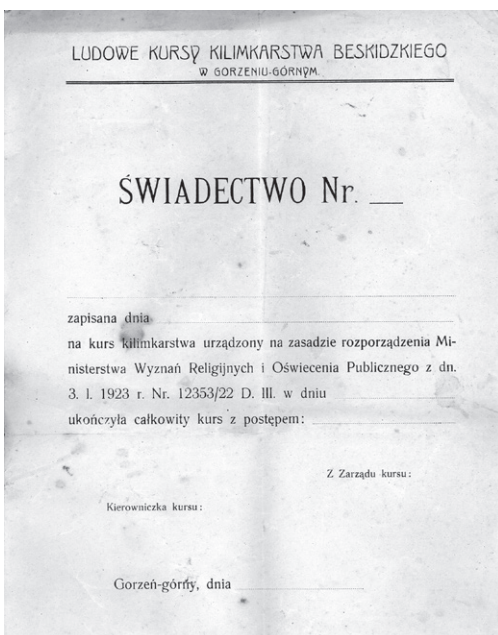 LUDOWE KURSY KILIMKARSTWA BESKIDZKIEGO
W GORZENIU-GÓRNYM.
ŚWIADECTWO Nr.
zapisana dnia
na kurs kilimkarstwa urządzony na zasadzie rozporządzenia Mi-
nisterstwa Wyznań Religijnych i Oświecenia Publicznego z dn.
3. I. 1923 r. Nr. 12353/22 D. III. w dniu
ukończyła całkowity kurs z postępem:
Z Zarządu kursu:
Kierowniczka kursu:
Gorzeń-górny, dnia